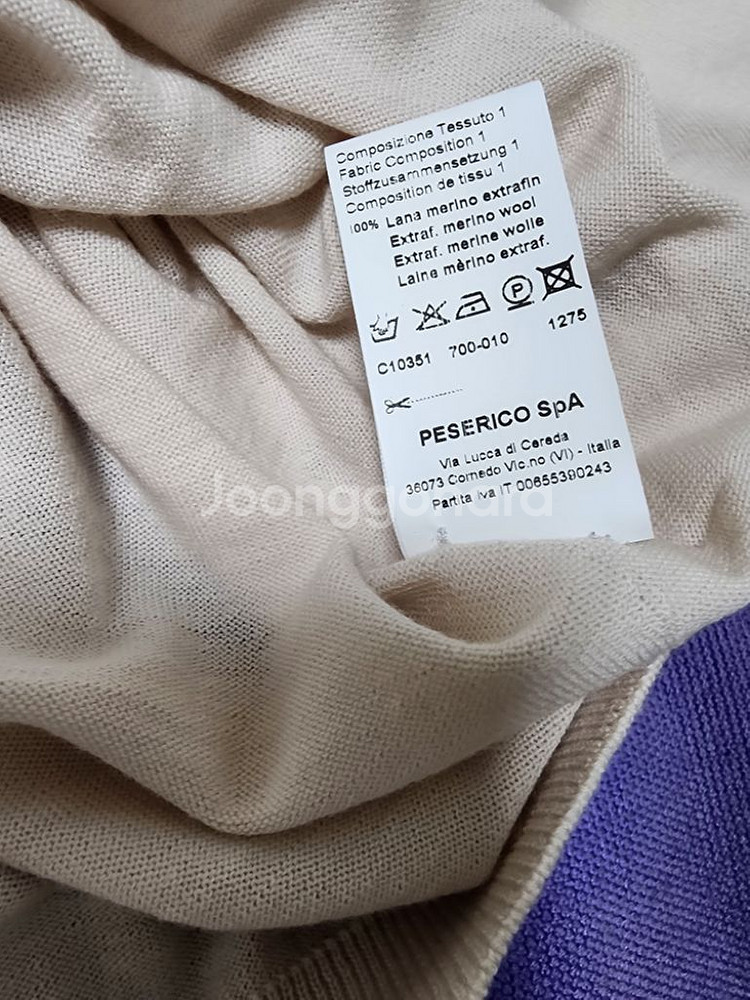 Composizione Tessuto 1
Fabric Composition 1
Stoffzusammensetzung 1
Composition de tissu 1
100% Lana merino extrafin
Extraf. merino wool
Extraf. merine wolle
Laine mèrino extraf.
P
C10351 700-010 1275
PESERICO SpA
Via Lucca di Cereda
36073 Cornedo Vic.no (VI) - Italia
Partita Iva IT 00655390243
Joonggonara